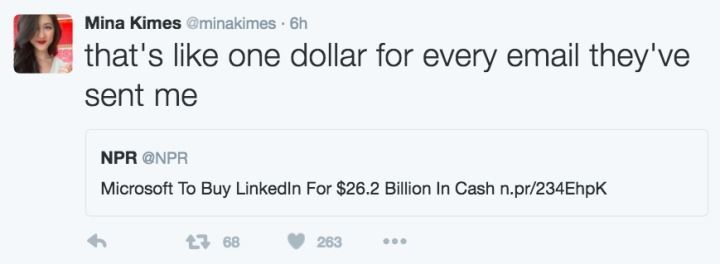 Mina Kimes @minakimes · 6h
that's like one dollar for every email they've
sent me
NPR @NPR
Microsoft To Buy LinkedIn For $26.2 Billion In Cash n.pr/234EhpK
68 263